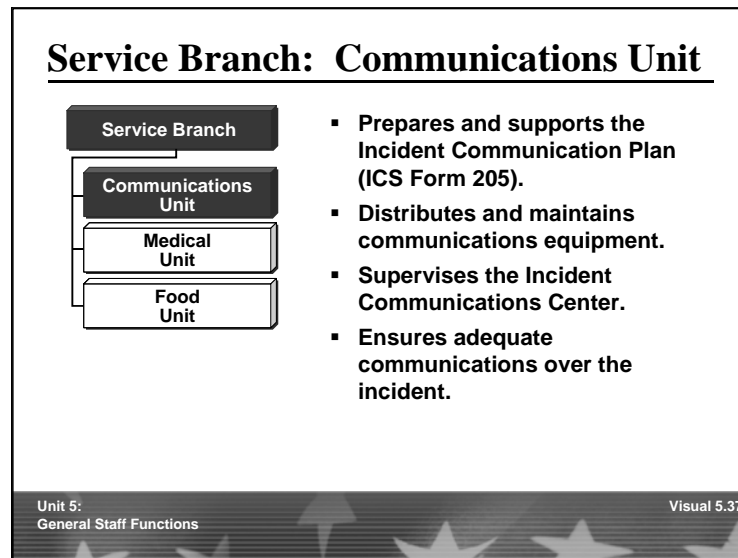 Service Branch: Communications Unit
Service Branch
Communications
Unit
Medical
Unit
Food
Unit
▪ Prepares and supports the
Incident Communication Plan
(ICS Form 205).
▪ Distributes and maintains
communications equipment.
▪ Supervises the Incident
Communications Center.
▪ Ensures adequate
communications over the
incident.
Unit 5:
General Staff Functions
Visual 5.37